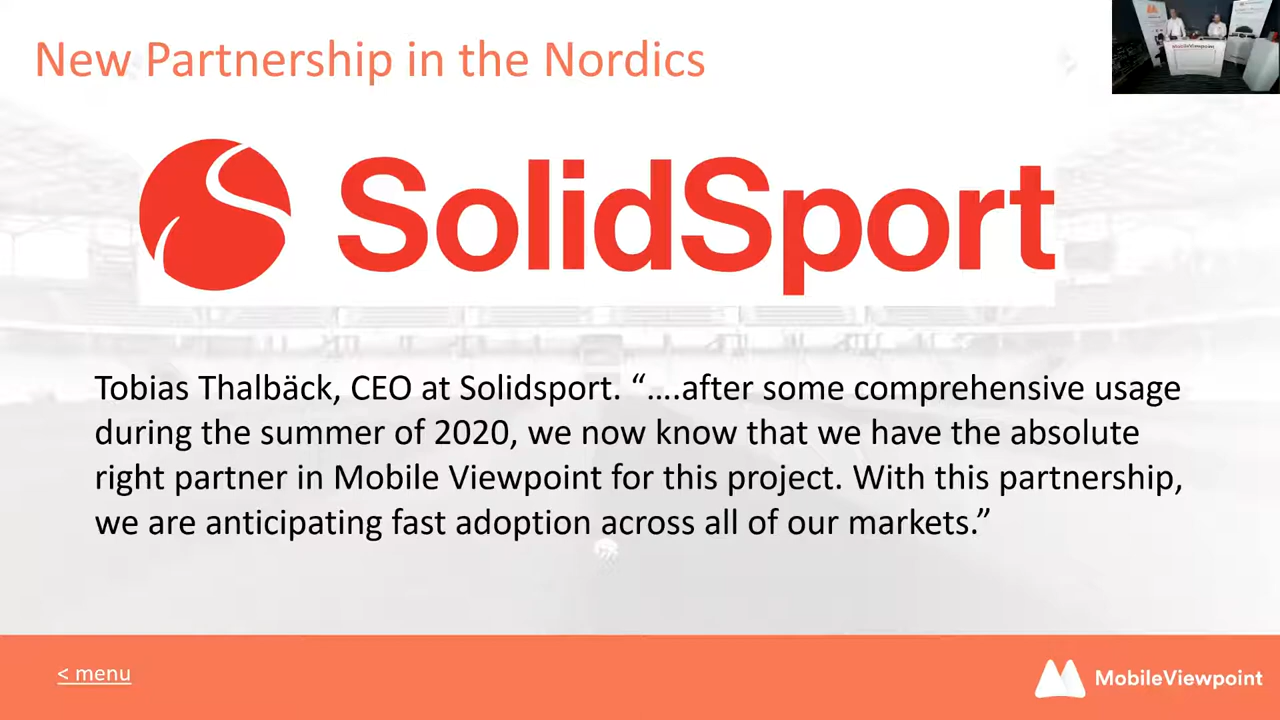 New Partnership in the Nordics
MobileViewpoint
SolidSport
Tobias Thalbäck, CEO at Solidsport. “….after some comprehensive usage
during the summer of 2020, we now know that we have the absolute
right partner in Mobile Viewpoint for this project. With this partnership,
we are anticipating fast adoption across all of our markets.”
< menu
MobileViewpoint